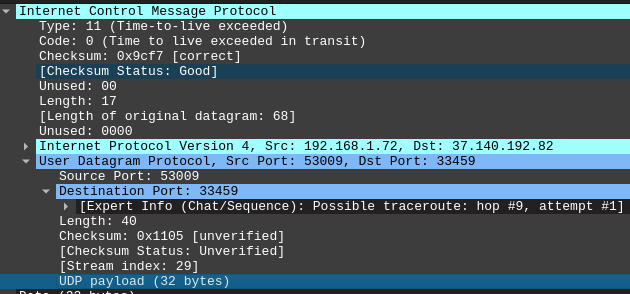 Internet Control Message Protocol
Type: 11 (Time-to-live exceeded)
Code: 0 (Time to live exceeded in transit)
Checksum: 0x9cf7 [correct]
[Checksum Status: Good]
Unused: 00
Length: 17
[Length of original datagram: 68]
Unused: 0000
Internet Protocol Version 4, Src: 192.168.1.72, Dst: 37.140.192.82
User Datagram Protocol, Src Port: 53009, Dst Port: 33459
Source Port: 53009
Destination Port: 33459
[Expert Info (Chat/Sequence): Possible traceroute: hop #9, attempt #1]
Length: 40
Checksum: 0x1105 [unverified]
[Checksum Status: Unverified]
[Stream index: 29]
UDP payload (32 bytes)
Data (32 bytes)